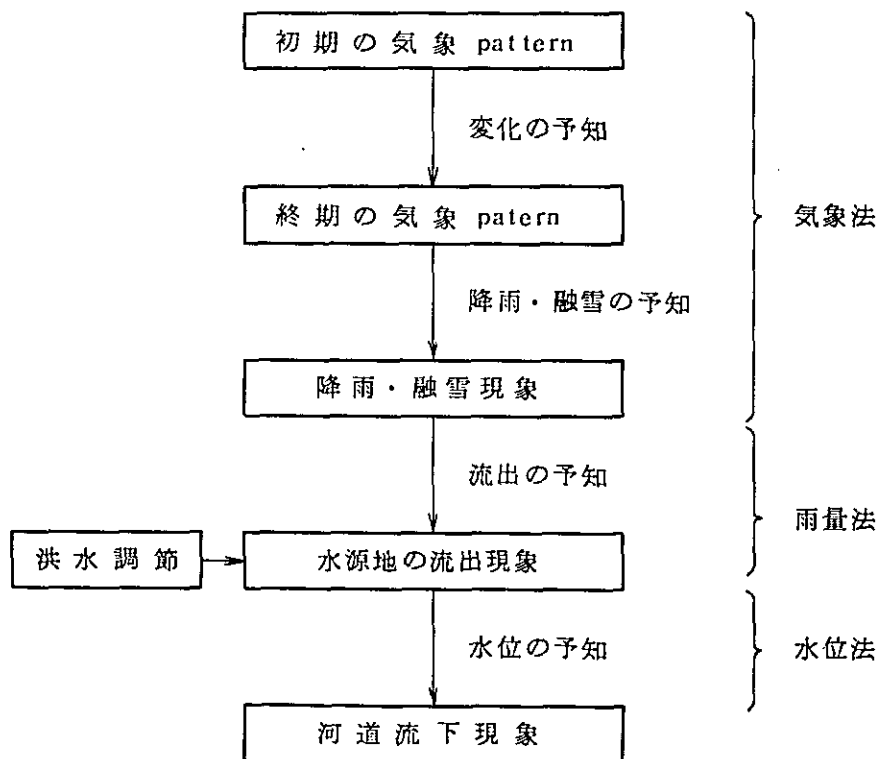 初期の気象 pattern
変化の予知
終期の気象 patern
気象法
降雨・融雪の予知
降雨・融雪現象
流出の予知
雨量法
洪水調節
水源地の流出現象
水位の予知
水位法
河道流下現象